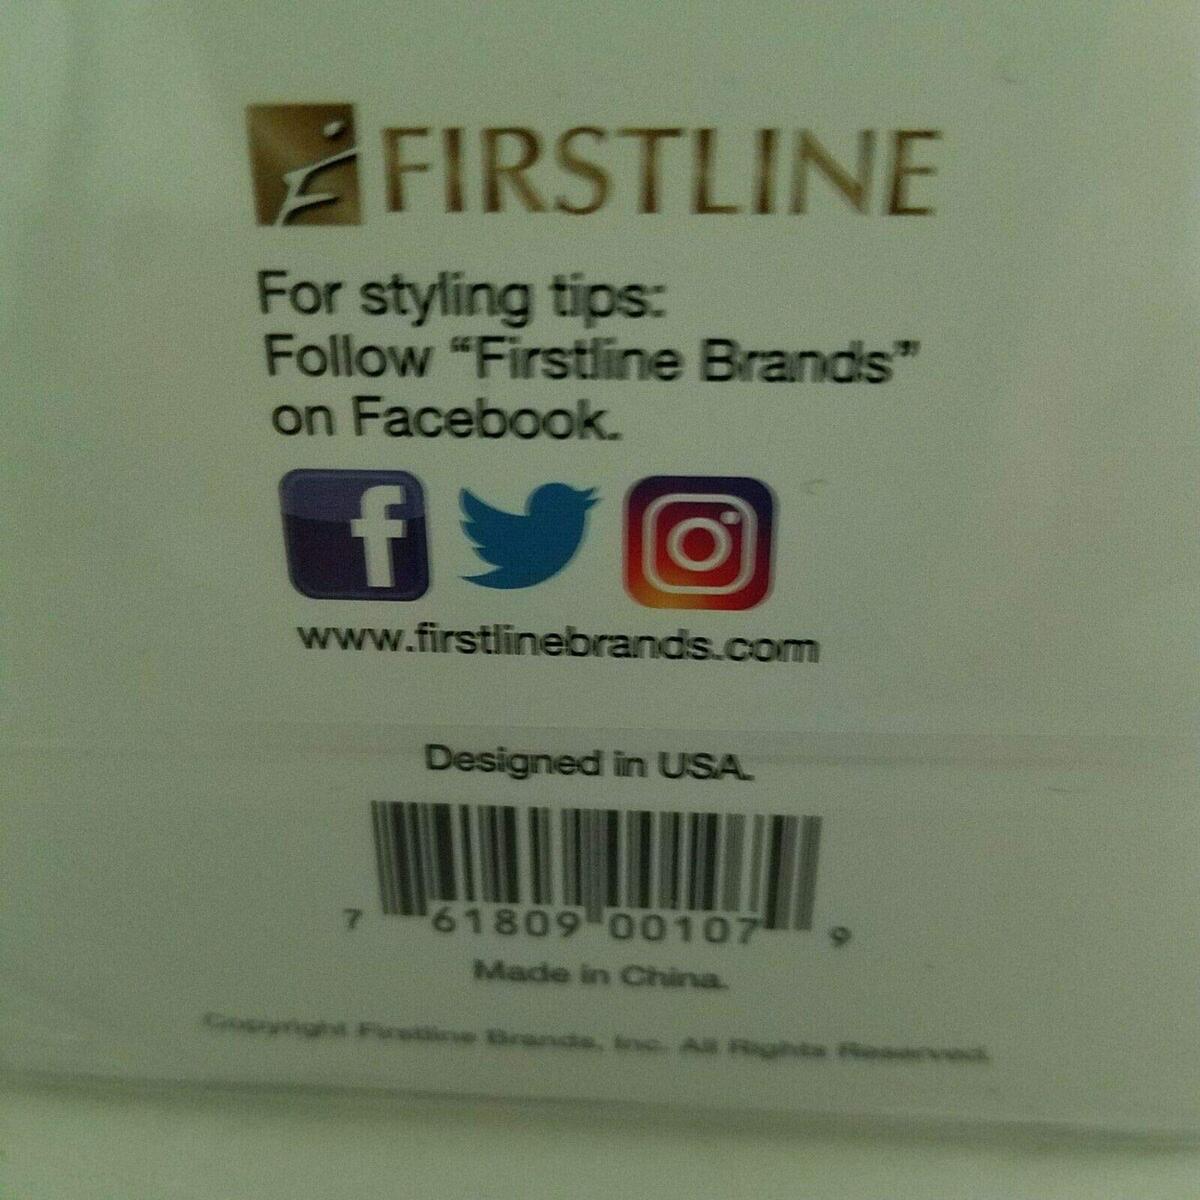 FIRSTLINE
For styling tips:
Follow “Firstline Brands”
on Facebook.
www.firstlinebrands.com
Designed in USA.
7 61809 00107 9
Made in China.
Copyright Firstline Brands, Inc. All Rights Reserved.